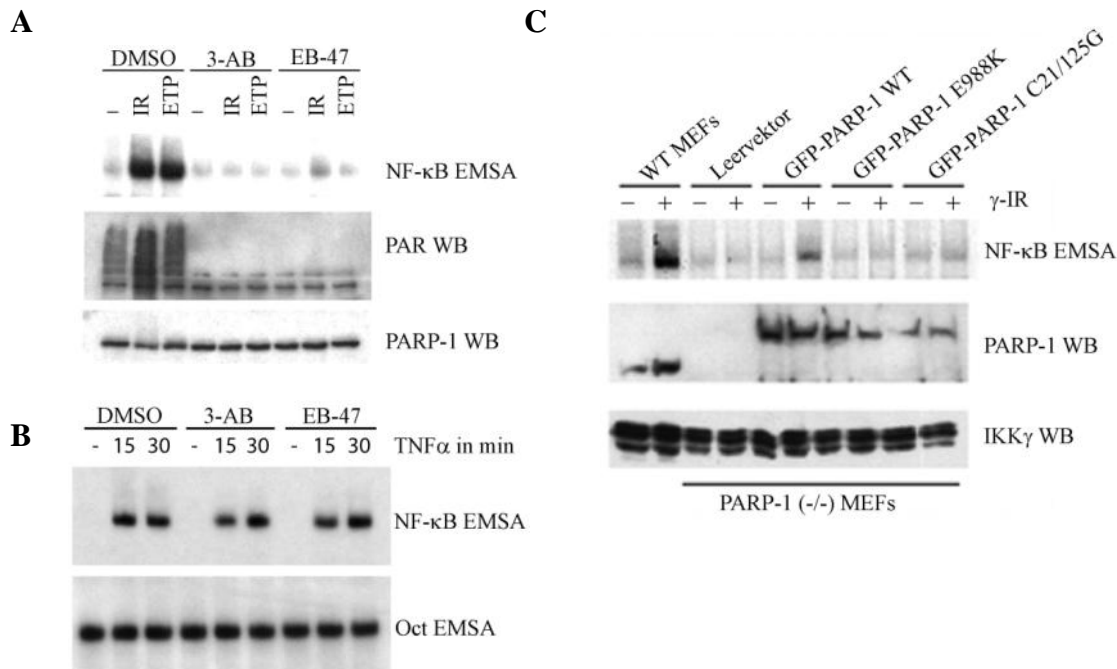 A
DMSO 3-AB EB-47
– IR ETP – IR ETP – IR ETP
NF-κB EMSA
PAR WB
PARP-1 WB
B
DMSO 3-AB EB-47
- 15 30 - 15 30 - 15 30 TNFα in min
NF-κB EMSA
Oct EMSA
C
WT MEFs Leervektor GFP-PARP-1 WT GFP-PARP-1 E988K GFP-PARP-1 C21/125G
– + – + – + – + – + γ-IR
NF-κB EMSA
PARP-1 WB
IKKγ WB
PARP-1 (-/-) MEFs